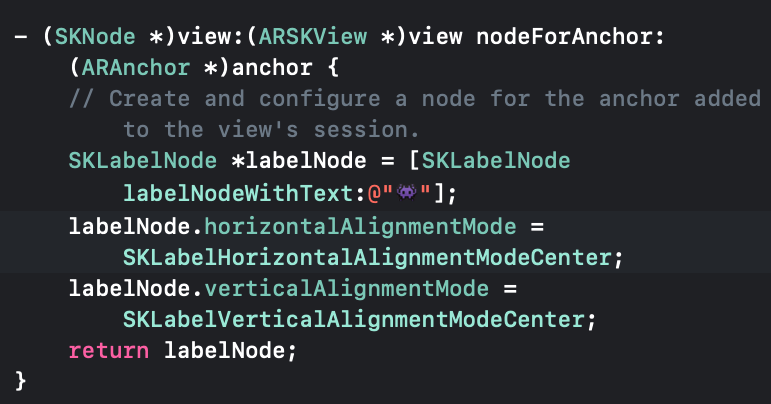 - (SKNode *)view:(ARSKView *)view nodeForAnchor:
(ARAnchor *)anchor {
// Create and configure a node for the anchor added
to the view's session.
SKLabelNode *labelNode = [SKLabelNode
labelNodeWithText:@"👾"];
labelNode.horizontalAlignmentMode =
SKLabelHorizontalAlignmentModeCenter;
labelNode.verticalAlignmentMode =
SKLabelVerticalAlignmentModeCenter;
return labelNode;
}